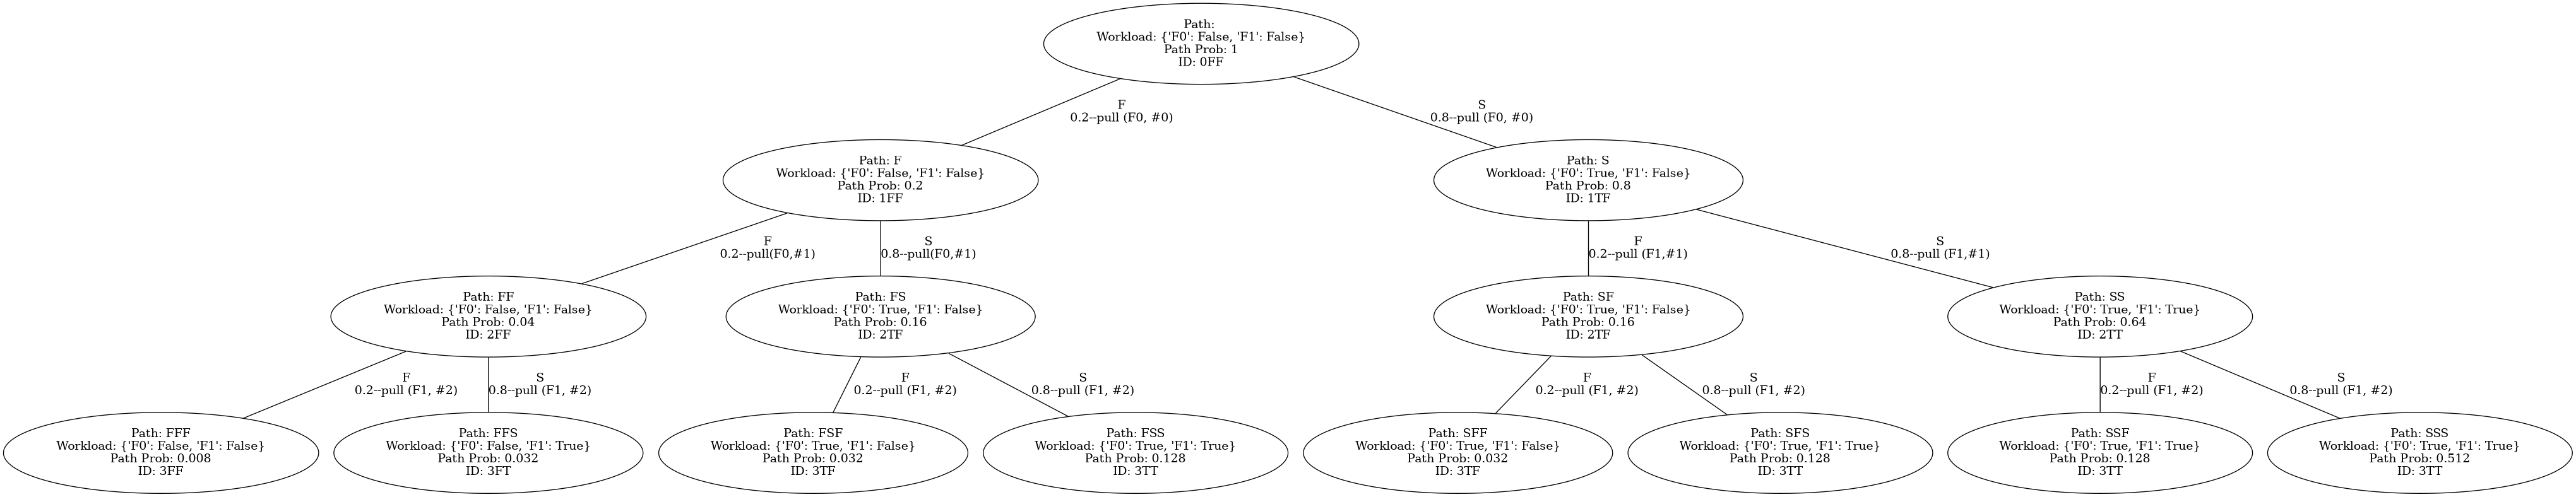 Path:
Workload: {'F0': False, 'F1': False}
Path Prob: 1
ID: 0FF
F
0.2--pull (F0, #0)
S
0.8--pull (F0, #0)
Path: F
Workload: {'F0': False, 'F1': False}
Path Prob: 0.2
ID: 1FF
Path: S
Workload: {'F0': True, 'F1': False}
Path Prob: 0.8
ID: 1TF
F
0.2--pull(F0,#1)
S
0.8--pull(F0,#1)
F
0.2--pull (F1,#1)
S
0.8--pull (F1,#1)
Path: FF
Workload: {'F0': False, 'F1': False}
Path Prob: 0.04
ID: 2FF
Path: FS
Workload: {'F0': True, 'F1': False}
Path Prob: 0.16
ID: 2TF
Path: SF
Workload: {'F0': True, 'F1': False}
Path Prob: 0.16
ID: 2TF
Path: SS
Workload: {'F0': True, 'F1': True}
Path Prob: 0.64
ID: 2TT
F
0.2--pull (F1, #2)
S
0.8--pull (F1, #2)
F
0.2--pull (F1, #2)
S
0.8--pull (F1, #2)
F
0.2--pull (F1, #2)
S
0.8--pull (F1, #2)
F
0.2--pull (F1, #2)
S
0.8--pull (F1, #2)
Path: FFF
Workload: {'F0': False, 'F1': False}
Path Prob: 0.008
ID: 3FF
Path: FFS
Workload: {'F0': False, 'F1': True}
Path Prob: 0.032
ID: 3FT
Path: FSF
Workload: {'F0': True, 'F1': False}
Path Prob: 0.032
ID: 3TF
Path: FSS
Workload: {'F0': True, 'F1': True}
Path Prob: 0.128
ID: 3TT
Path: SFF
Workload: {'F0': True, 'F1': False}
Path Prob: 0.032
ID: 3TF
Path: SFS
Workload: {'F0': True, 'F1': True}
Path Prob: 0.128
ID: 3TT
Path: SSF
Workload: {'F0': True, 'F1': True}
Path Prob: 0.128
ID: 3TT
Path: SSS
Workload: {'F0': True, 'F1': True}
Path Prob: 0.512
ID: 3TT